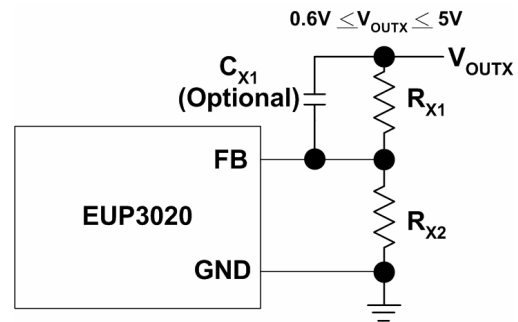 0.6V ≤VOUTX ≤ 5V
VOUTX
CX1
(Optional)
RX1
FB
EUP3020
RX2
GND